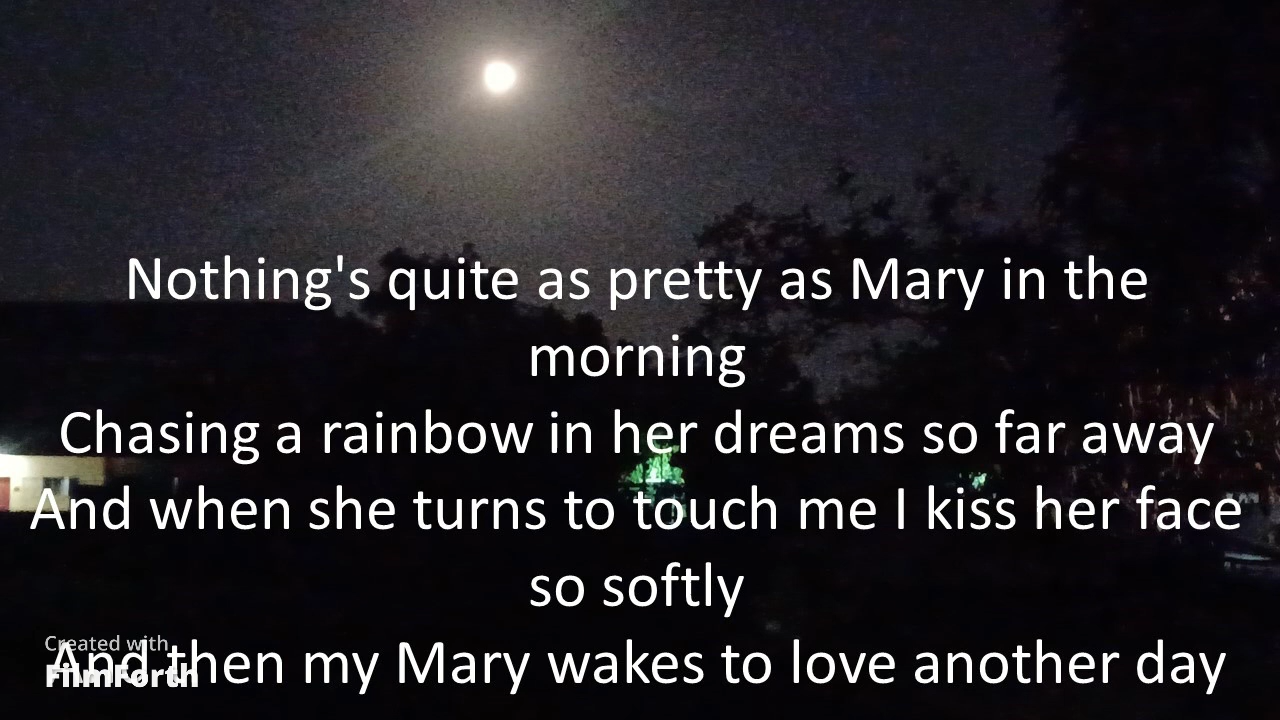 Nothing's quite as pretty as Mary in the
morning
Chasing a rainbow in her dreams so far away
And when she turns to touch me I kiss her face
so softly
And then my Mary wakes to love another day
Created with
FilmForth